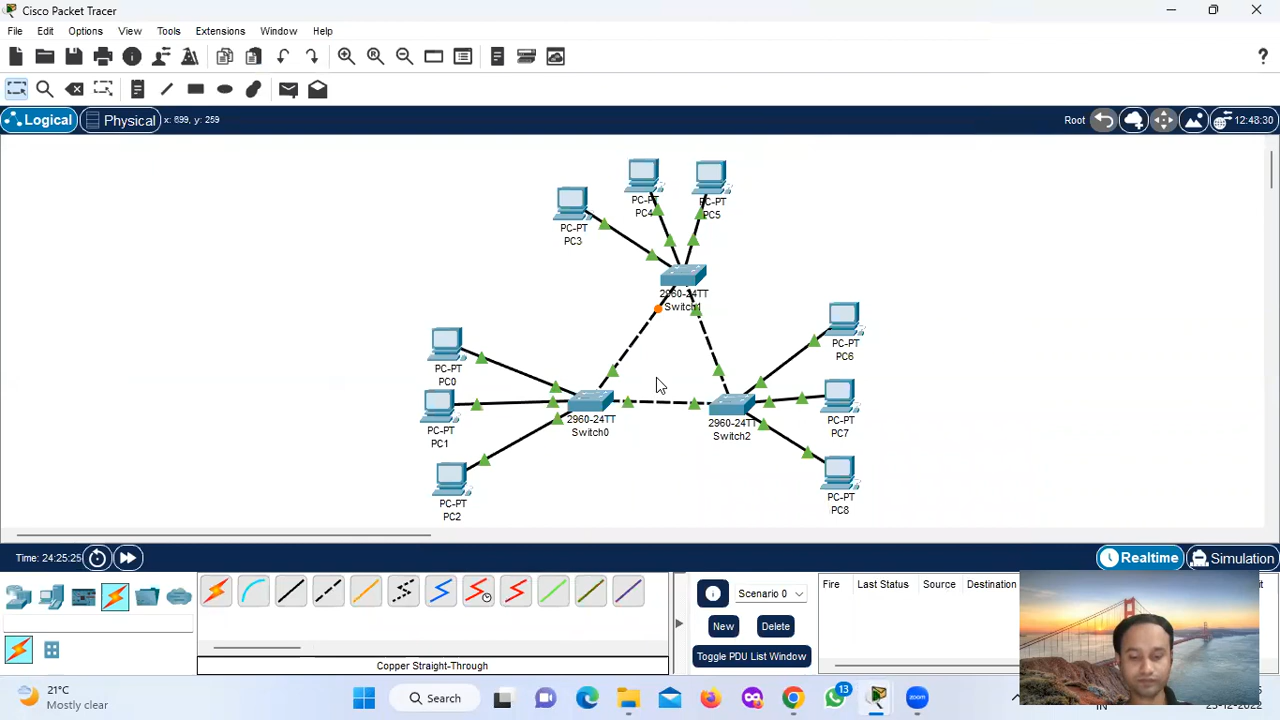 Cisco Packet Tracer
File Edit Options View Tools Extensions Window Help
Logical Physical x: 899, y: 259 Root 12:48:30
PC-PT
PC4
PC-PT
PC5
PC-PT
PC3
2960-24TT
Switch1
PC-PT
PC6
PC-PT
PC0
PC-PT
PC1
2960-24TT
Switch0
2960-24TT
Switch2
PC-PT
PC7
PC-PT
PC2
PC-PT
PC8
Time: 24:25:25 Realtime Simulation
Fire Last Status Source Destination
Scenario 0
New Delete
Toggle PDU List Window
Copper Straight-Through
21°C
Mostly clear
Search
13
IN